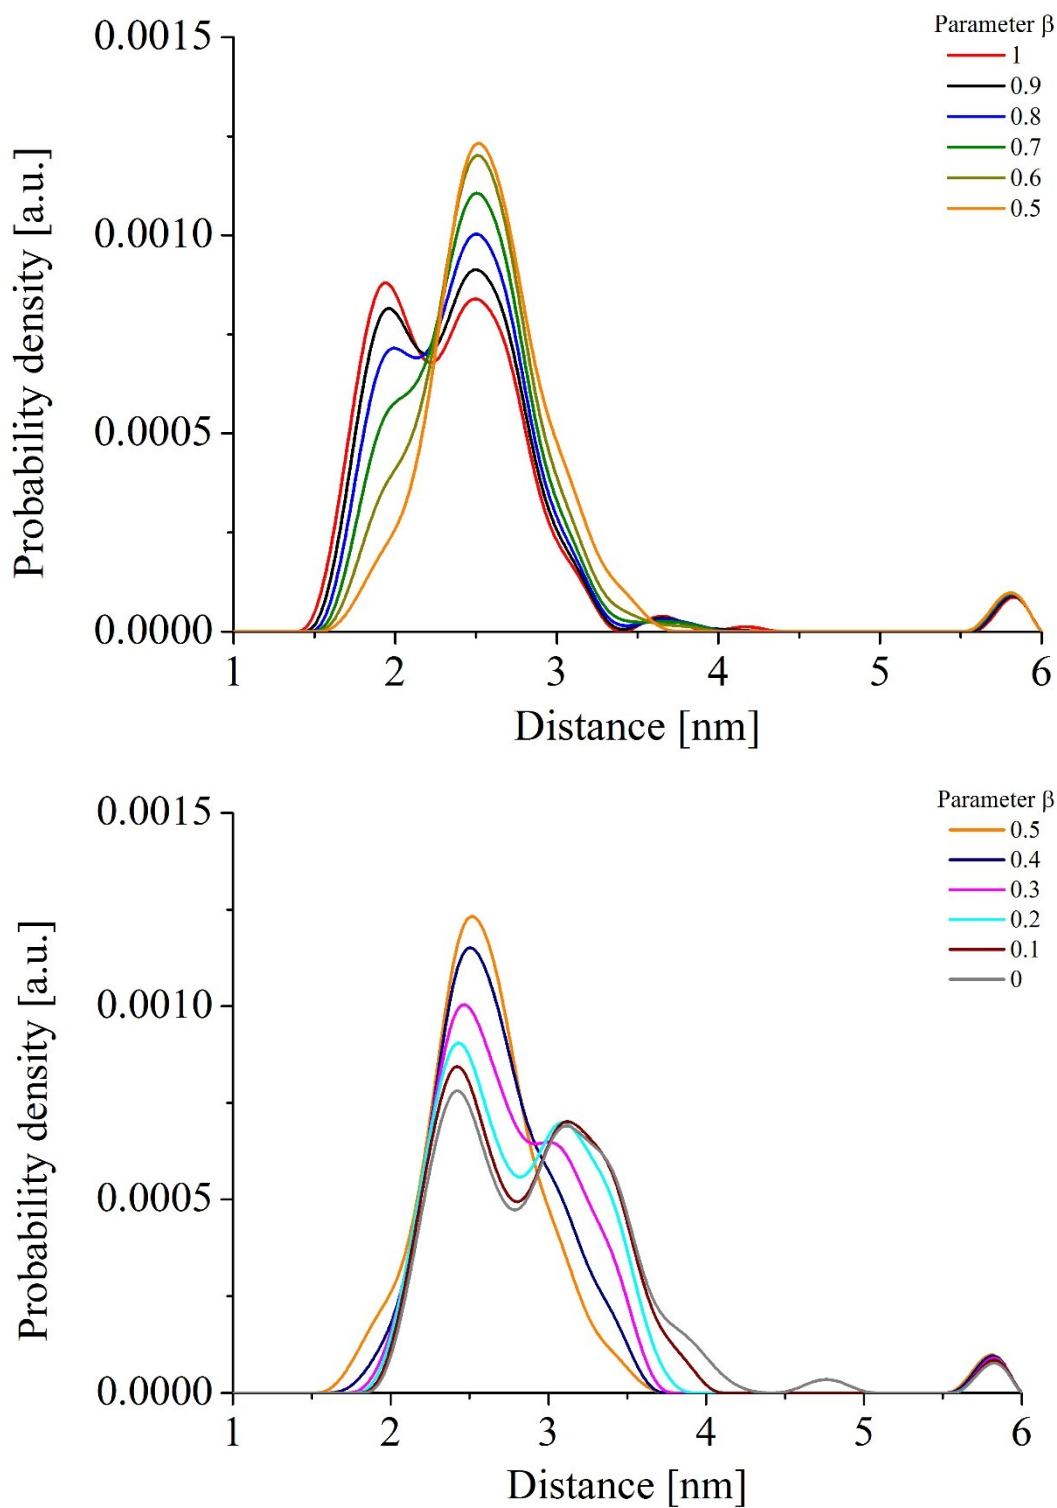 Parameter β
1
0.9
0.8
0.7
0.6
0.5
Probability density [a.u.]
0.0015
0.0010
0.0005
0.0000
1 2 3 4 5 6
Distance [nm]
Parameter β
0.5
0.4
0.3
0.2
0.1
0
Probability density [a.u.]
0.0015
0.0010
0.0005
0.0000
1 2 3 4 5 6
Distance [nm]